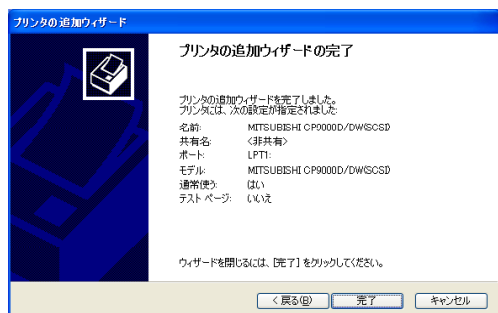 プリンタの追加ウィザード
プリンタの追加ウィザードの完了
プリンタの追加ウィザードを完了しました。
プリンタには、次の設定が指定されました:
名前: MITSUBISHI CP9000D/DW(SCSI)
共有名: <非共有>
ポート: LPT1:
モデル: MITSUBISHI CP9000D/DW(SCSI)
通常使う: はい
テスト ページ: いいえ
ウィザードを閉じるには、[完了] をクリックしてください。
< 戻る(B) 完了 キャンセル